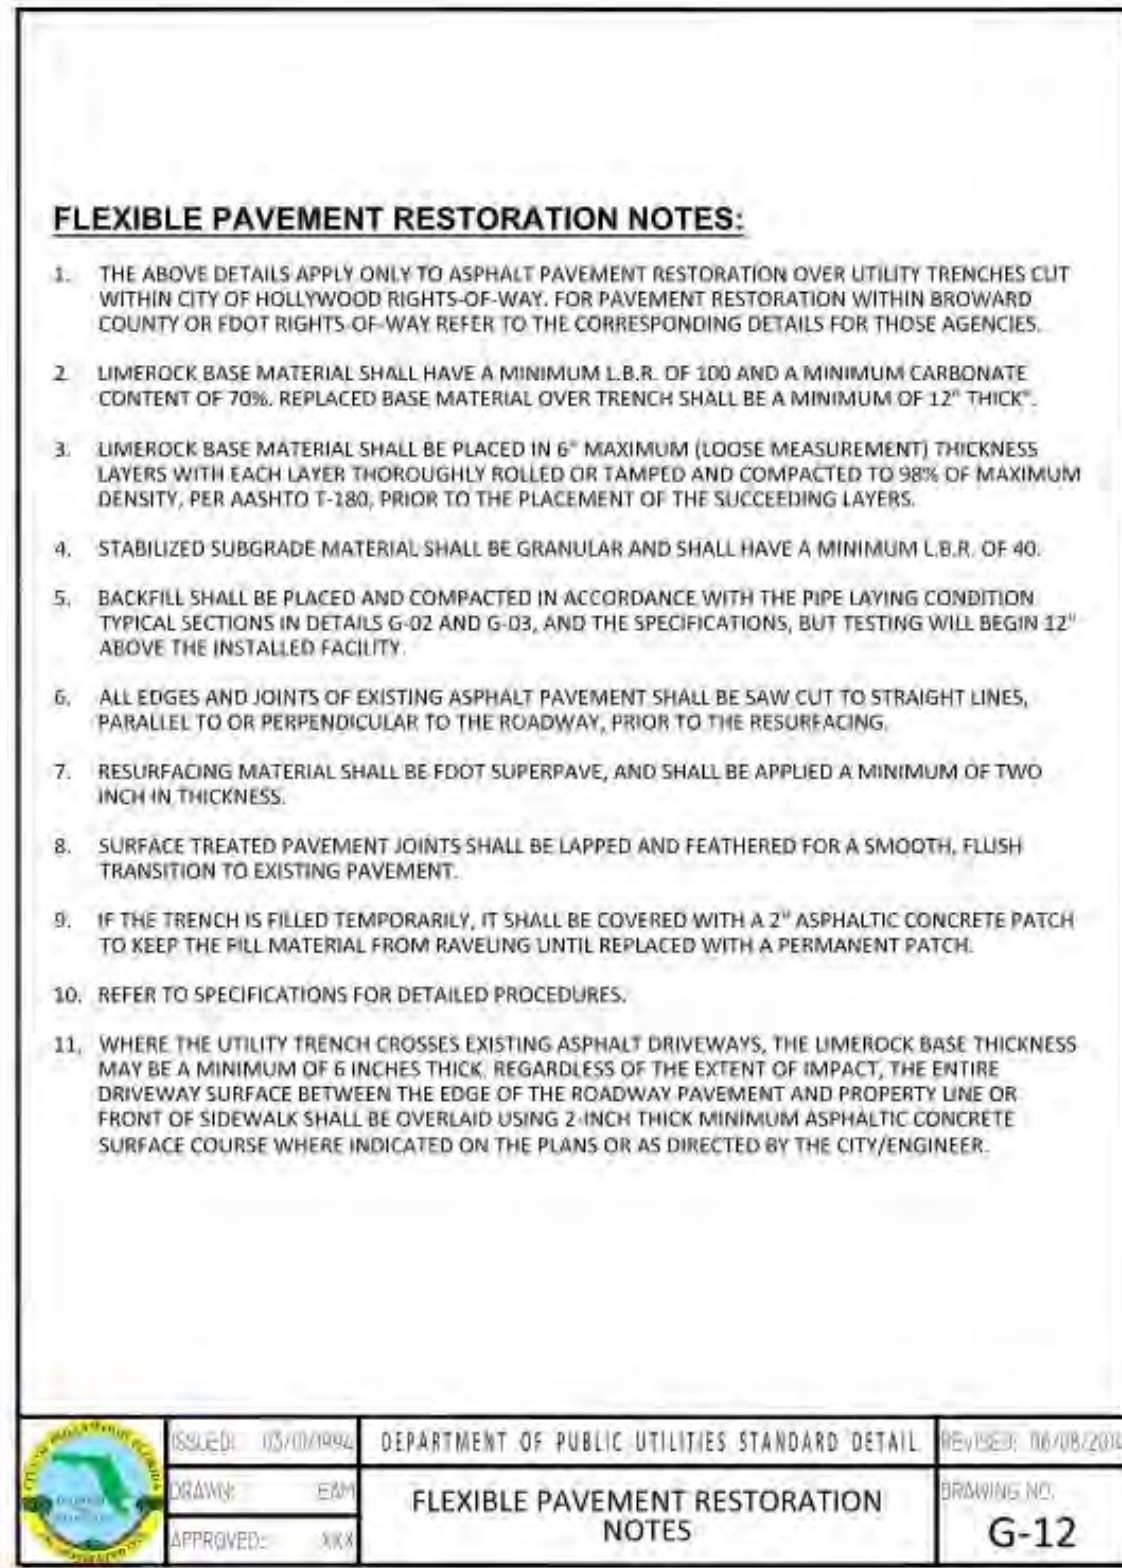 FLEXIBLE PAVEMENT RESTORATION NOTES:
1. THE ABOVE DETAILS APPLY ONLY TO ASPHALT PAVEMENT RESTORATION OVER UTILITY TRENCHES CUT
WITHIN CITY OF HOLLYWOOD RIGHTS-OF-WAY. FOR PAVEMENT RESTORATION WITHIN BROWARD
COUNTY OR FDOT RIGHTS-OF-WAY REFER TO THE CORRESPONDING DETAILS FOR THOSE AGENCIES.
2. LIMEROCK BASE MATERIAL SHALL HAVE A MINIMUM L.B.R. OF 100 AND A MINIMUM CARBONATE
CONTENT OF 70%. REPLACED BASE MATERIAL OVER TRENCH SHALL BE A MINIMUM OF 12" THICK".
3. LIMEROCK BASE MATERIAL SHALL BE PLACED IN 6" MAXIMUM (LOOSE MEASUREMENT) THICKNESS
LAYERS WITH EACH LAYER THOROUGHLY ROLLED OR TAMPED AND COMPACTED TO 98% OF MAXIMUM
DENSITY, PER AASHTO T-180, PRIOR TO THE PLACEMENT OF THE SUCCEEDING LAYERS.
4. STABILIZED SUBGRADE MATERIAL SHALL BE GRANULAR AND SHALL HAVE A MINIMUM L.B.R. OF 40.
5. BACKFILL SHALL BE PLACED AND COMPACTED IN ACCORDANCE WITH THE PIPE LAYING CONDITION
TYPICAL SECTIONS IN DETAILS G-02 AND G-03, AND THE SPECIFICATIONS, BUT TESTING WILL BEGIN 12"
ABOVE THE INSTALLED FACILITY.
6. ALL EDGES AND JOINTS OF EXISTING ASPHALT PAVEMENT SHALL BE SAW CUT TO STRAIGHT LINES,
PARALLEL TO OR PERPENDICULAR TO THE ROADWAY, PRIOR TO THE RESURFACING.
7. RESURFACING MATERIAL SHALL BE FDOT SUPERPAVE, AND SHALL BE APPLIED A MINIMUM OF TWO
INCH IN THICKNESS.
8. SURFACE TREATED PAVEMENT JOINTS SHALL BE LAPPED AND FEATHERED FOR A SMOOTH, FLUSH
TRANSITION TO EXISTING PAVEMENT.
9. IF THE TRENCH IS FILLED TEMPORARILY, IT SHALL BE COVERED WITH A 2" ASPHALTIC CONCRETE PATCH
TO KEEP THE FILL MATERIAL FROM RAVELING UNTIL REPLACED WITH A PERMANENT PATCH.
10. REFER TO SPECIFICATIONS FOR DETAILED PROCEDURES.
11. WHERE THE UTILITY TRENCH CROSSES EXISTING ASPHALT DRIVEWAYS, THE LIMEROCK BASE THICKNESS
MAY BE A MINIMUM OF 6 INCHES THICK. REGARDLESS OF THE EXTENT OF IMPACT, THE ENTIRE
DRIVEWAY SURFACE BETWEEN THE EDGE OF THE ROADWAY PAVEMENT AND PROPERTY LINE OR
FRONT OF SIDEWALK SHALL BE OVERLAID USING 2-INCH THICK MINIMUM ASPHALTIC CONCRETE
SURFACE COURSE WHERE INDICATED ON THE PLANS OR AS DIRECTED BY THE CITY/ENGINEER.
ISSUED: 03/01/1994
DEPARTMENT OF PUBLIC UTILITIES STANDARD DETAIL
REVISED: 06/08/2014
DRAWN: EAM
FLEXIBLE PAVEMENT RESTORATION
NOTES
DRAWING NO.
G-12
APPROVED: XXX